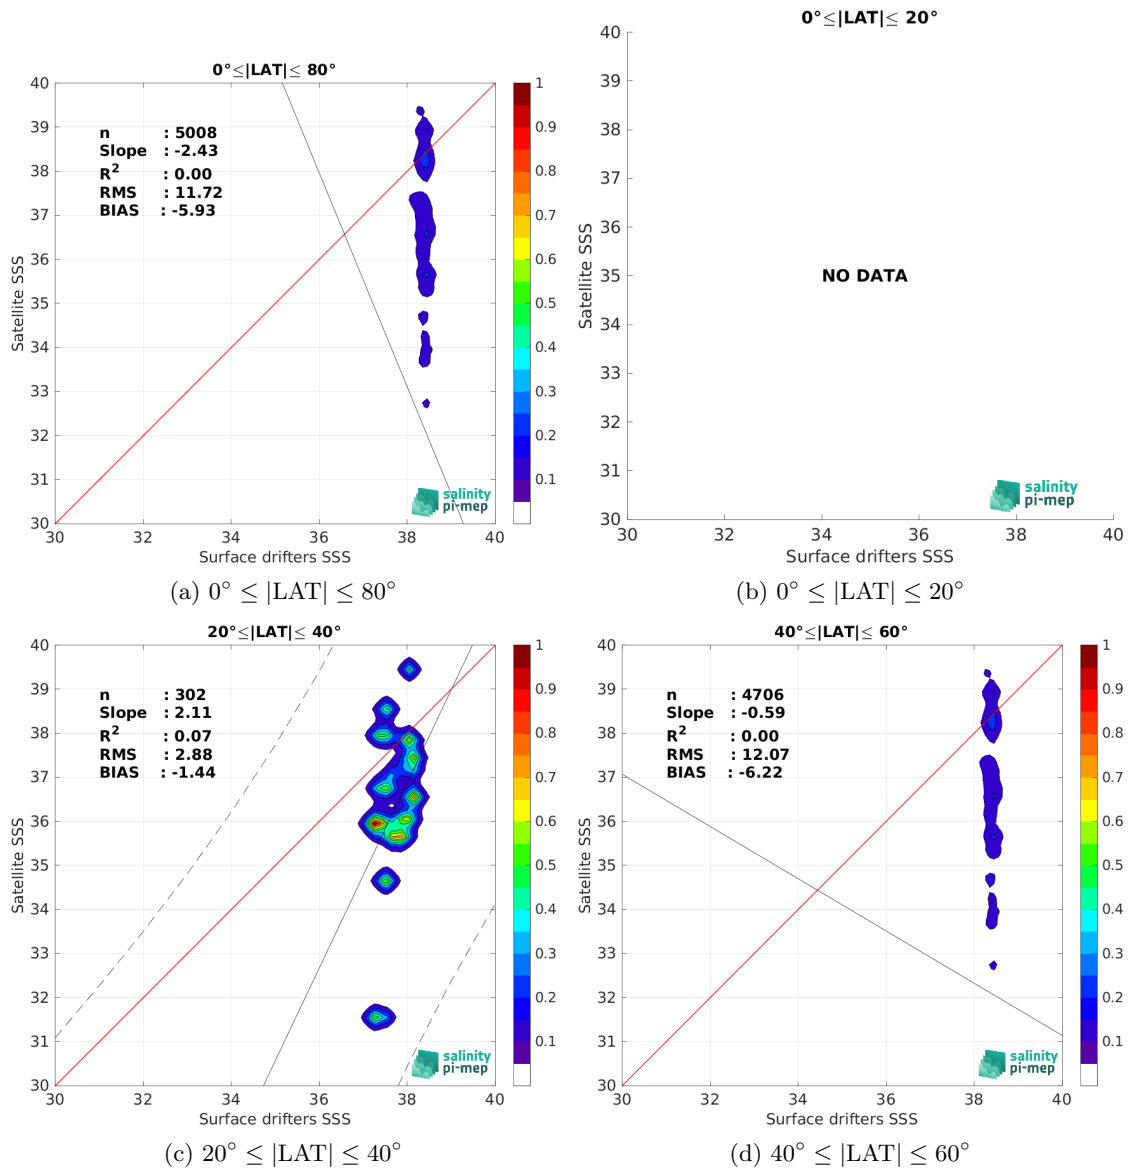 0°≤|LAT|≤ 80°
40
39
38
37
36
35
34
33
32
31
30
Satellite SSS
n : 5008
Slope : -2.43
R² : 0.00
RMS : 11.72
BIAS : -5.93
salinity
pi-mep
30 32 34 36 38 40
Surface drifters SSS
1
0.9
0.8
0.7
0.6
0.5
0.4
0.3
0.2
0.1
(a) 0° ≤ |LAT| ≤ 80°
0°≤|LAT|≤ 20°
40
39
38
37
36
35
34
33
32
31
30
Satellite SSS
NO DATA
salinity
pi-mep
30 32 34 36 38 40
Surface drifters SSS
(b) 0° ≤ |LAT| ≤ 20°
20°≤|LAT|≤ 40°
40
39
38
37
36
35
34
33
32
31
30
Satellite SSS
n : 302
Slope : 2.11
R² : 0.07
RMS : 2.88
BIAS : -1.44
salinity
pi-mep
30 32 34 36 38 40
Surface drifters SSS
1
0.9
0.8
0.7
0.6
0.5
0.4
0.3
0.2
0.1
(c) 20° ≤ |LAT| ≤ 40°
40°≤|LAT|≤ 60°
40
39
38
37
36
35
34
33
32
31
30
Satellite SSS
n : 4706
Slope : -0.59
R² : 0.00
RMS : 12.07
BIAS : -6.22
salinity
pi-mep
30 32 34 36 38 40
Surface drifters SSS
1
0.9
0.8
0.7
0.6
0.5
0.4
0.3
0.2
0.1
(d) 40° ≤ |LAT| ≤ 60°